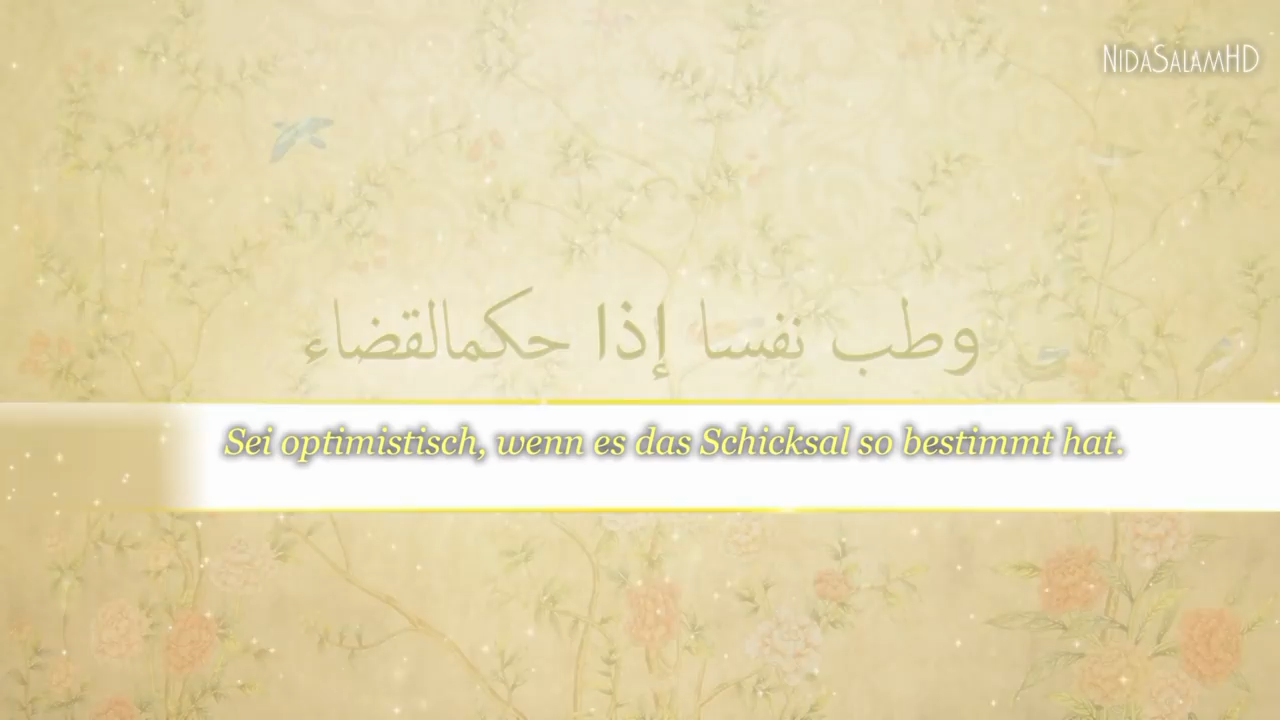 NIDASALAMHD
وطب نفسا إذا حكمالقضاء
Sei optimistisch, wenn es das Schicksal so bestimmt hat.